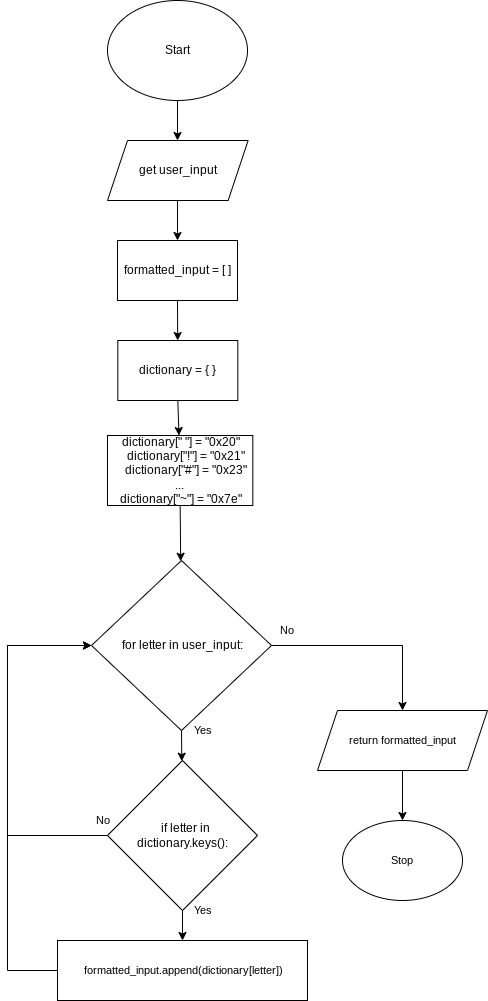 Start
get user_input
formatted_input = [ ]
dictionary = { }
dictionary[" "] = "0x20"
dictionary["!"] = "0x21"
dictionary["#"] = "0x23"
...
dictionary["~"] = "0x7e"
for letter in user_input:
No
Yes
return formatted_input
if letter in
dictionary.keys():
No
Stop
Yes
formatted_input.append(dictionary[letter])